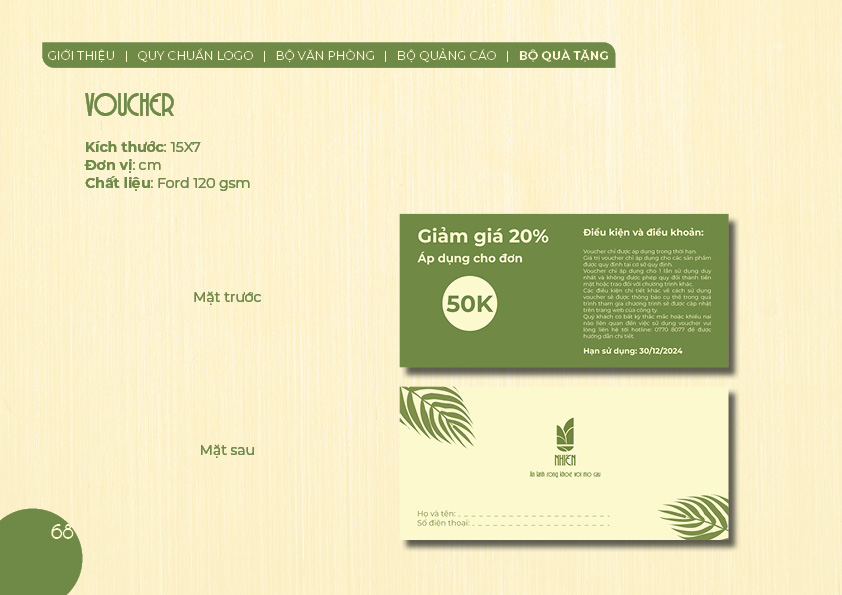 GIỚI THIỆU | QUY CHUẨN LOGO | BỘ VĂN PHÒNG | BỘ QUẢNG CÁO | BỘ QUÀ TẶNG
VOUCHER
Kích thước: 15X7
Đơn vị: cm
Chất liệu: Ford 120 gsm
Mặt trước
Giảm giá 20%
Áp dụng cho đơn
50K
Điều kiện và điều khoản:
Voucher chỉ được áp dụng trong thời hạn.
Giá trị voucher chỉ áp dụng cho các sản phẩm
được quy định tại cơ sở quy định.
Voucher chỉ áp dụng cho 1 lần sử dụng duy
nhất và không được phép quy đổi thành tiền
mặt hoặc trao đổi với chương trình khác.
Các điều kiện chi tiết khác về cách sử dụng
voucher sẽ được thông báo cụ thể trong quá
trình tham gia chương trình sẽ được cập nhật
trên trang web của công ty.
Quý khách có bất kỳ thắc mắc hoặc khiếu nại
nào liên quan đến việc sử dụng voucher vui
lòng liên hệ tới hotline: 0770 8077 để được
hướng dẫn chi tiết.
Hạn sử dụng: 30/12/2024
Mặt sau
NHIÊN
Ăn lành sống khỏe với mo cau
Họ và tên:
Số điện thoại:
68